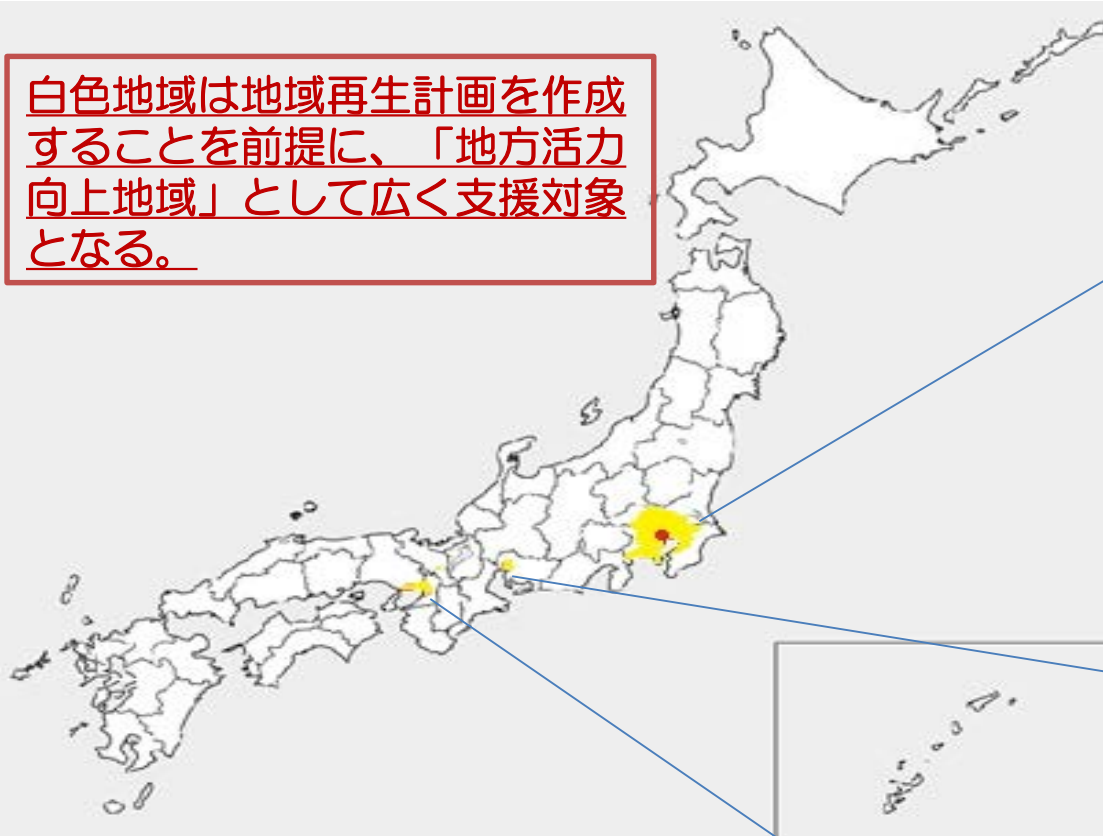 白色地域は地域再生計画を作成
することを前提に、「地方活力
向上地域」として広く支援対象
となる。